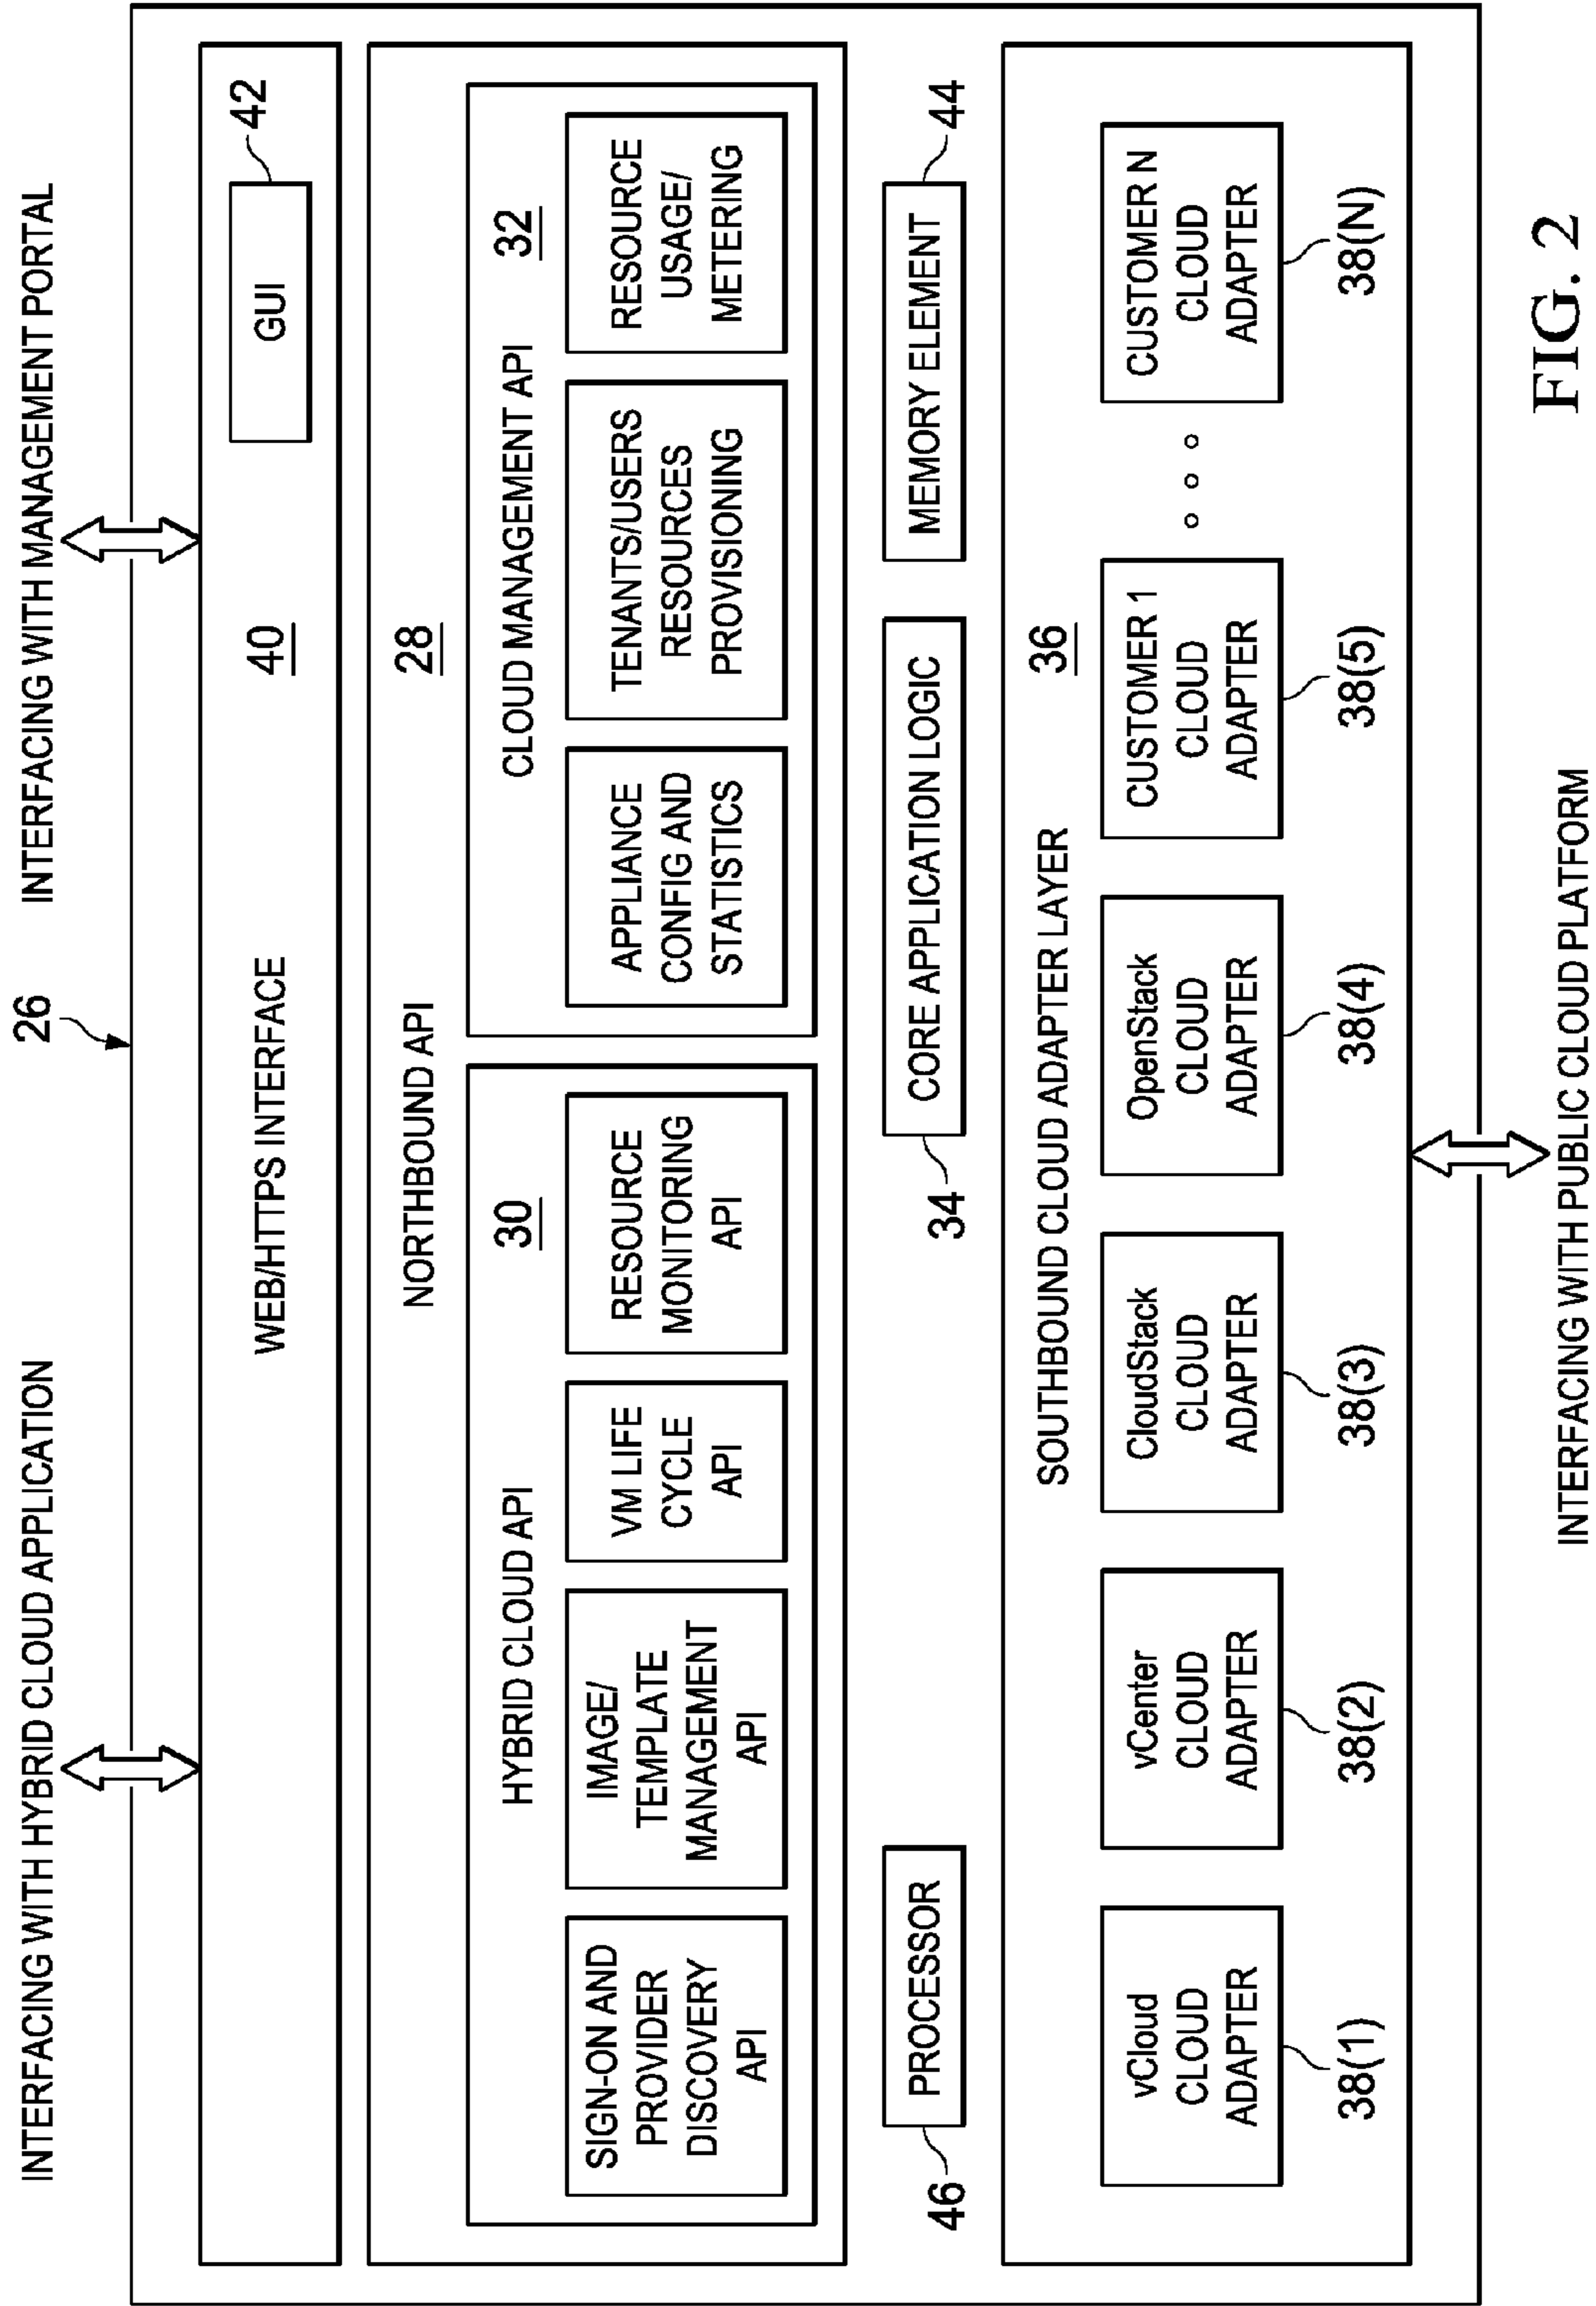 INTERFACING WITH HYBRID CLOUD APPLICATION
26
INTERFACING WITH MANAGEMENT PORTAL
WEB/HTTPS INTERFACE
40
GUI
42
NORTHBOUND API
28
HYBRID CLOUD API
30
SIGN-ON AND
PROVIDER
DISCOVERY
API
IMAGE/
TEMPLATE
MANAGEMENT
API
VM LIFE
CYCLE
API
RESOURCE
MONITORING
API
CLOUD MANAGEMENT API
32
APPLIANCE
CONFIG AND
STATISTICS
TENANTS/USERS
RESOURCES
PROVISIONING
RESOURCE
USAGE/
METERING
46
PROCESSOR
34
CORE APPLICATION LOGIC
MEMORY ELEMENT
44
SOUTHBOUND CLOUD ADAPTER LAYER
36
vCloud
CLOUD
ADAPTER
38(1)
vCenter
CLOUD
ADAPTER
38(2)
CloudStack
CLOUD
ADAPTER
38(3)
OpenStack
CLOUD
ADAPTER
38(4)
CUSTOMER 1
CLOUD
ADAPTER
38(5)
CUSTOMER N
CLOUD
ADAPTER
38(N)
INTERFACING WITH PUBLIC CLOUD PLATFORM
FIG. 2